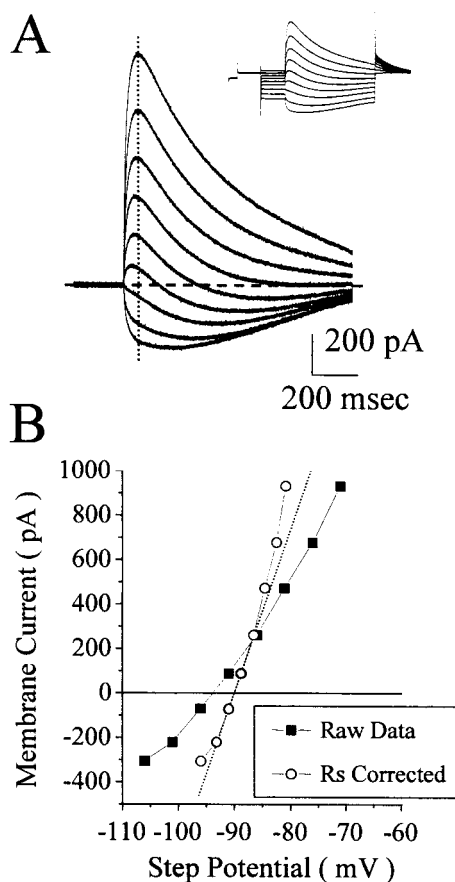 A
200 pA
200 msec
B
Membrane Current ( pA )
1000
800
600
400
200
0
-200
-400
Raw Data
Rs Corrected
-110 -100 -90 -80 -70 -60
Step Potential ( mV )